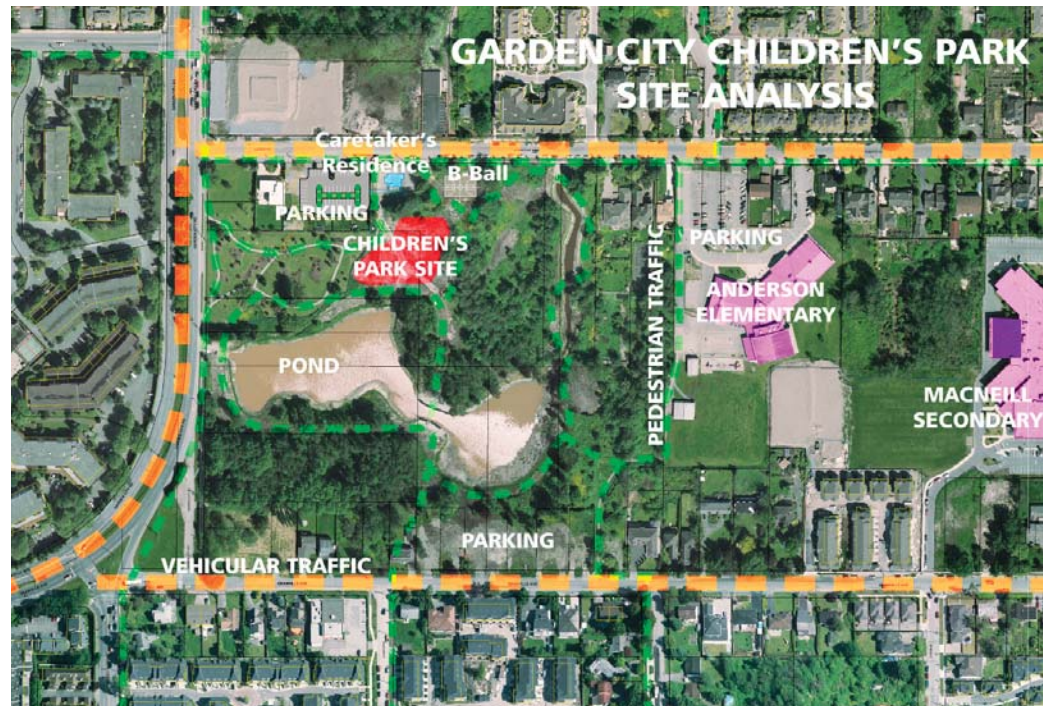 GARDEN CITY CHILDREN'S PARK
SITE ANALYSIS
Caretaker's
Residence
B-Ball
PARKING
CHILDREN'S
PARK SITE
PARKING
ANDERSON
ELEMENTARY
PEDESTRIAN TRAFFIC
POND
MACNEILL
SECONDARY
PARKING
VEHICULAR TRAFFIC